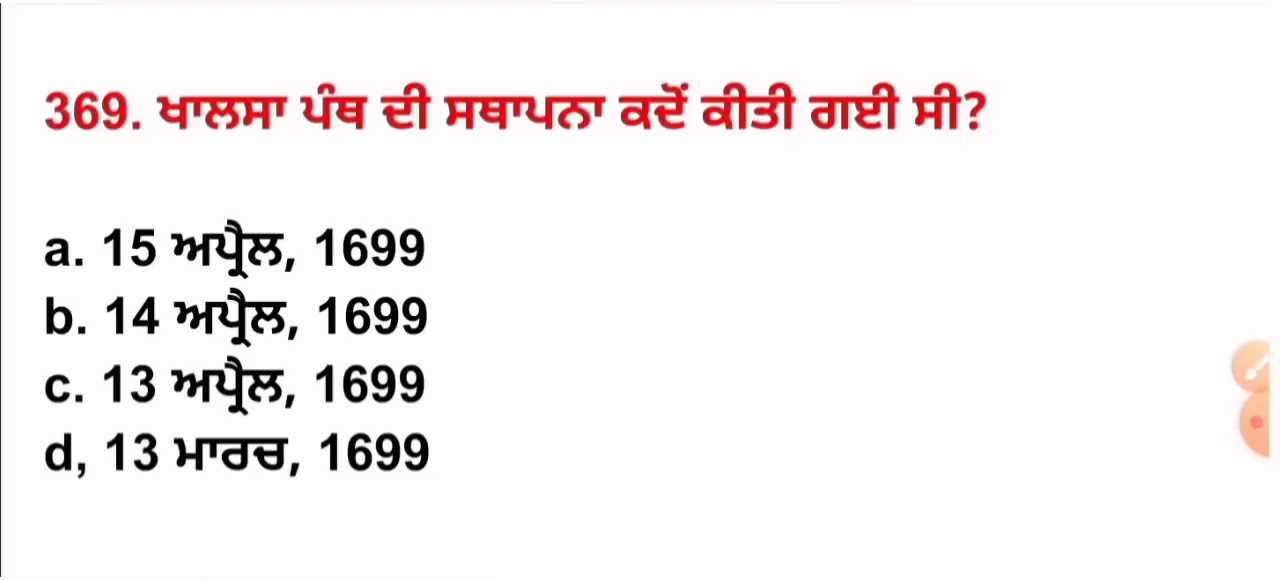 369. ਖਾਲਸਾ ਪੰਥ ਦੀ ਸਥਾਪਨਾ ਕਦੋਂ ਕੀਤੀ ਗਈ ਸੀ?
a. 15 ਅਪ੍ਰੈਲ, 1699
b. 14 ਅਪ੍ਰੈਲ, 1699
c. 13 ਅਪ੍ਰੈਲ, 1699
d, 13 ਮਾਰਚ, 1699